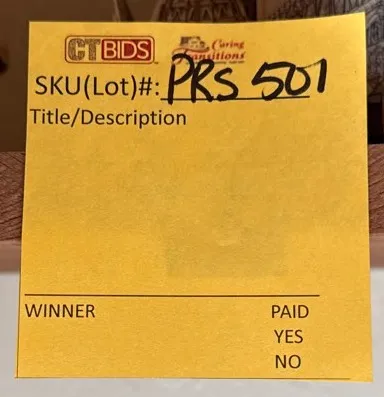 CTBIDS
Caring
Transitions
SKU(Lot)#: PRS 501
Title/Description
WINNER PAID
YES
NO